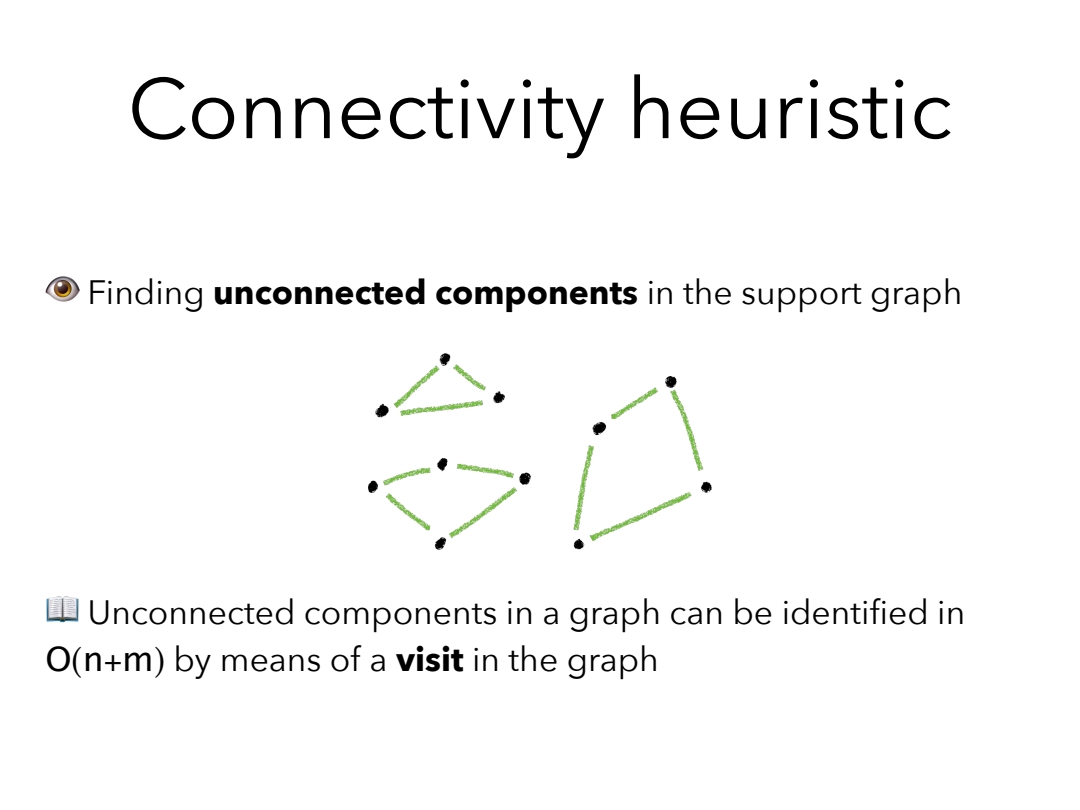 Connectivity heuristic
👁 Finding unconnected components in the support graph
📖 Unconnected components in a graph can be identified in
O(n+m) by means of a visit in the graph